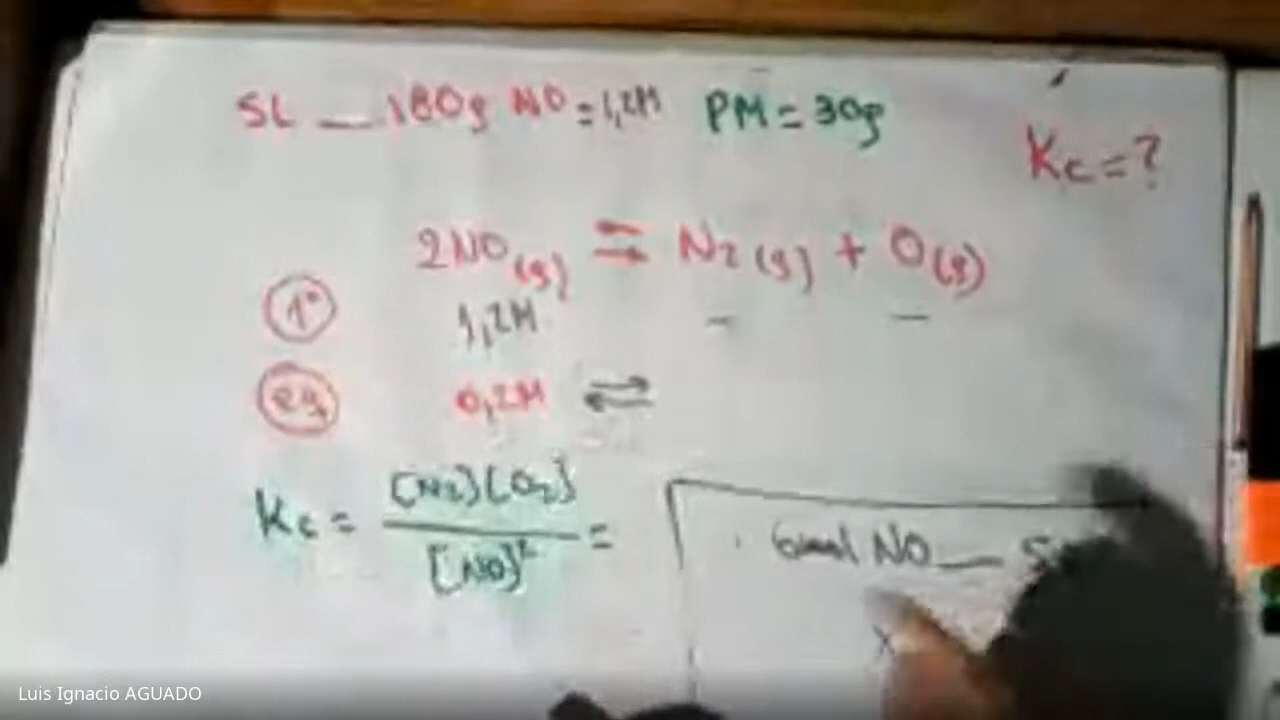 5L — 180g NO = 1,2M PM = 30g
Kc = ?
2NO(g) ⇌ N2(g) + O(g)
1° 1,2M - -
eq. 0,2M ⇌
Kc = [N2][O2] / [NO]² =
6mol NO —
x
Luis Ignacio AGUADO